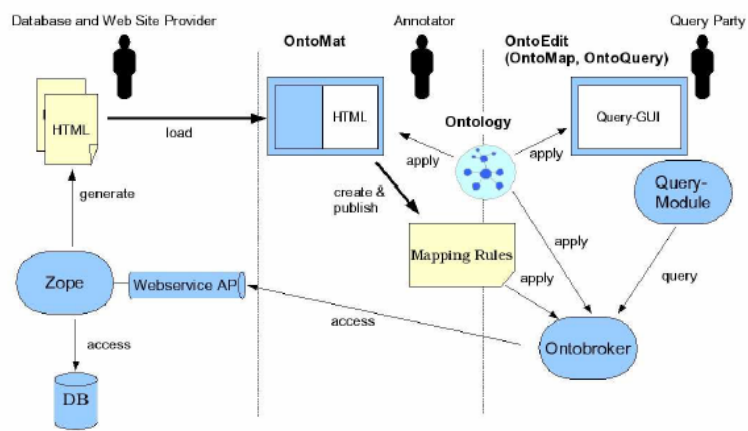 Database and Web Site Provider
Annotator
Query Party
OntoMat
OntoEdit
(OntoMap, OntoQuery)
HTML
load
HTML
Ontology
Query-GUI
apply
apply
generate
create &
publish
Query-
Module
Mapping Rules
apply
apply
query
Zope
Webservice API
access
access
Ontobroker
DB